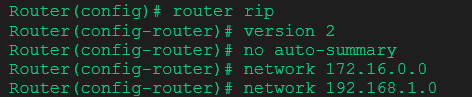 Router(config)# router rip
Router(config-router)# version 2
Router(config-router)# no auto-summary
Router(config-router)# network 172.16.0.0
Router(config-router)# network 192.168.1.0